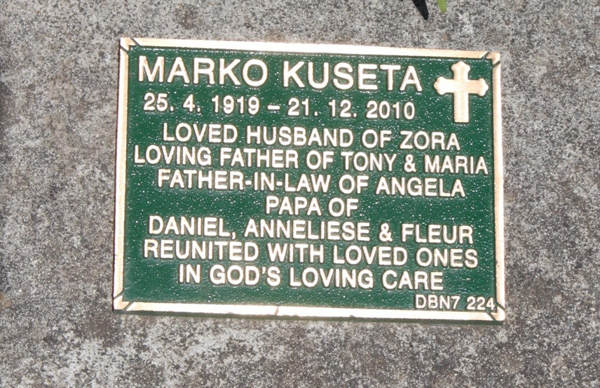 MARKO KUSETA
25. 4. 1919 – 21. 12. 2010
LOVED HUSBAND OF ZORA
LOVING FATHER OF TONY & MARIA
FATHER-IN-LAW OF ANGELA
PAPA OF
DANIEL, ANNELIESE & FLEUR
REUNITED WITH LOVED ONES
IN GOD'S LOVING CARE
DBN7 224